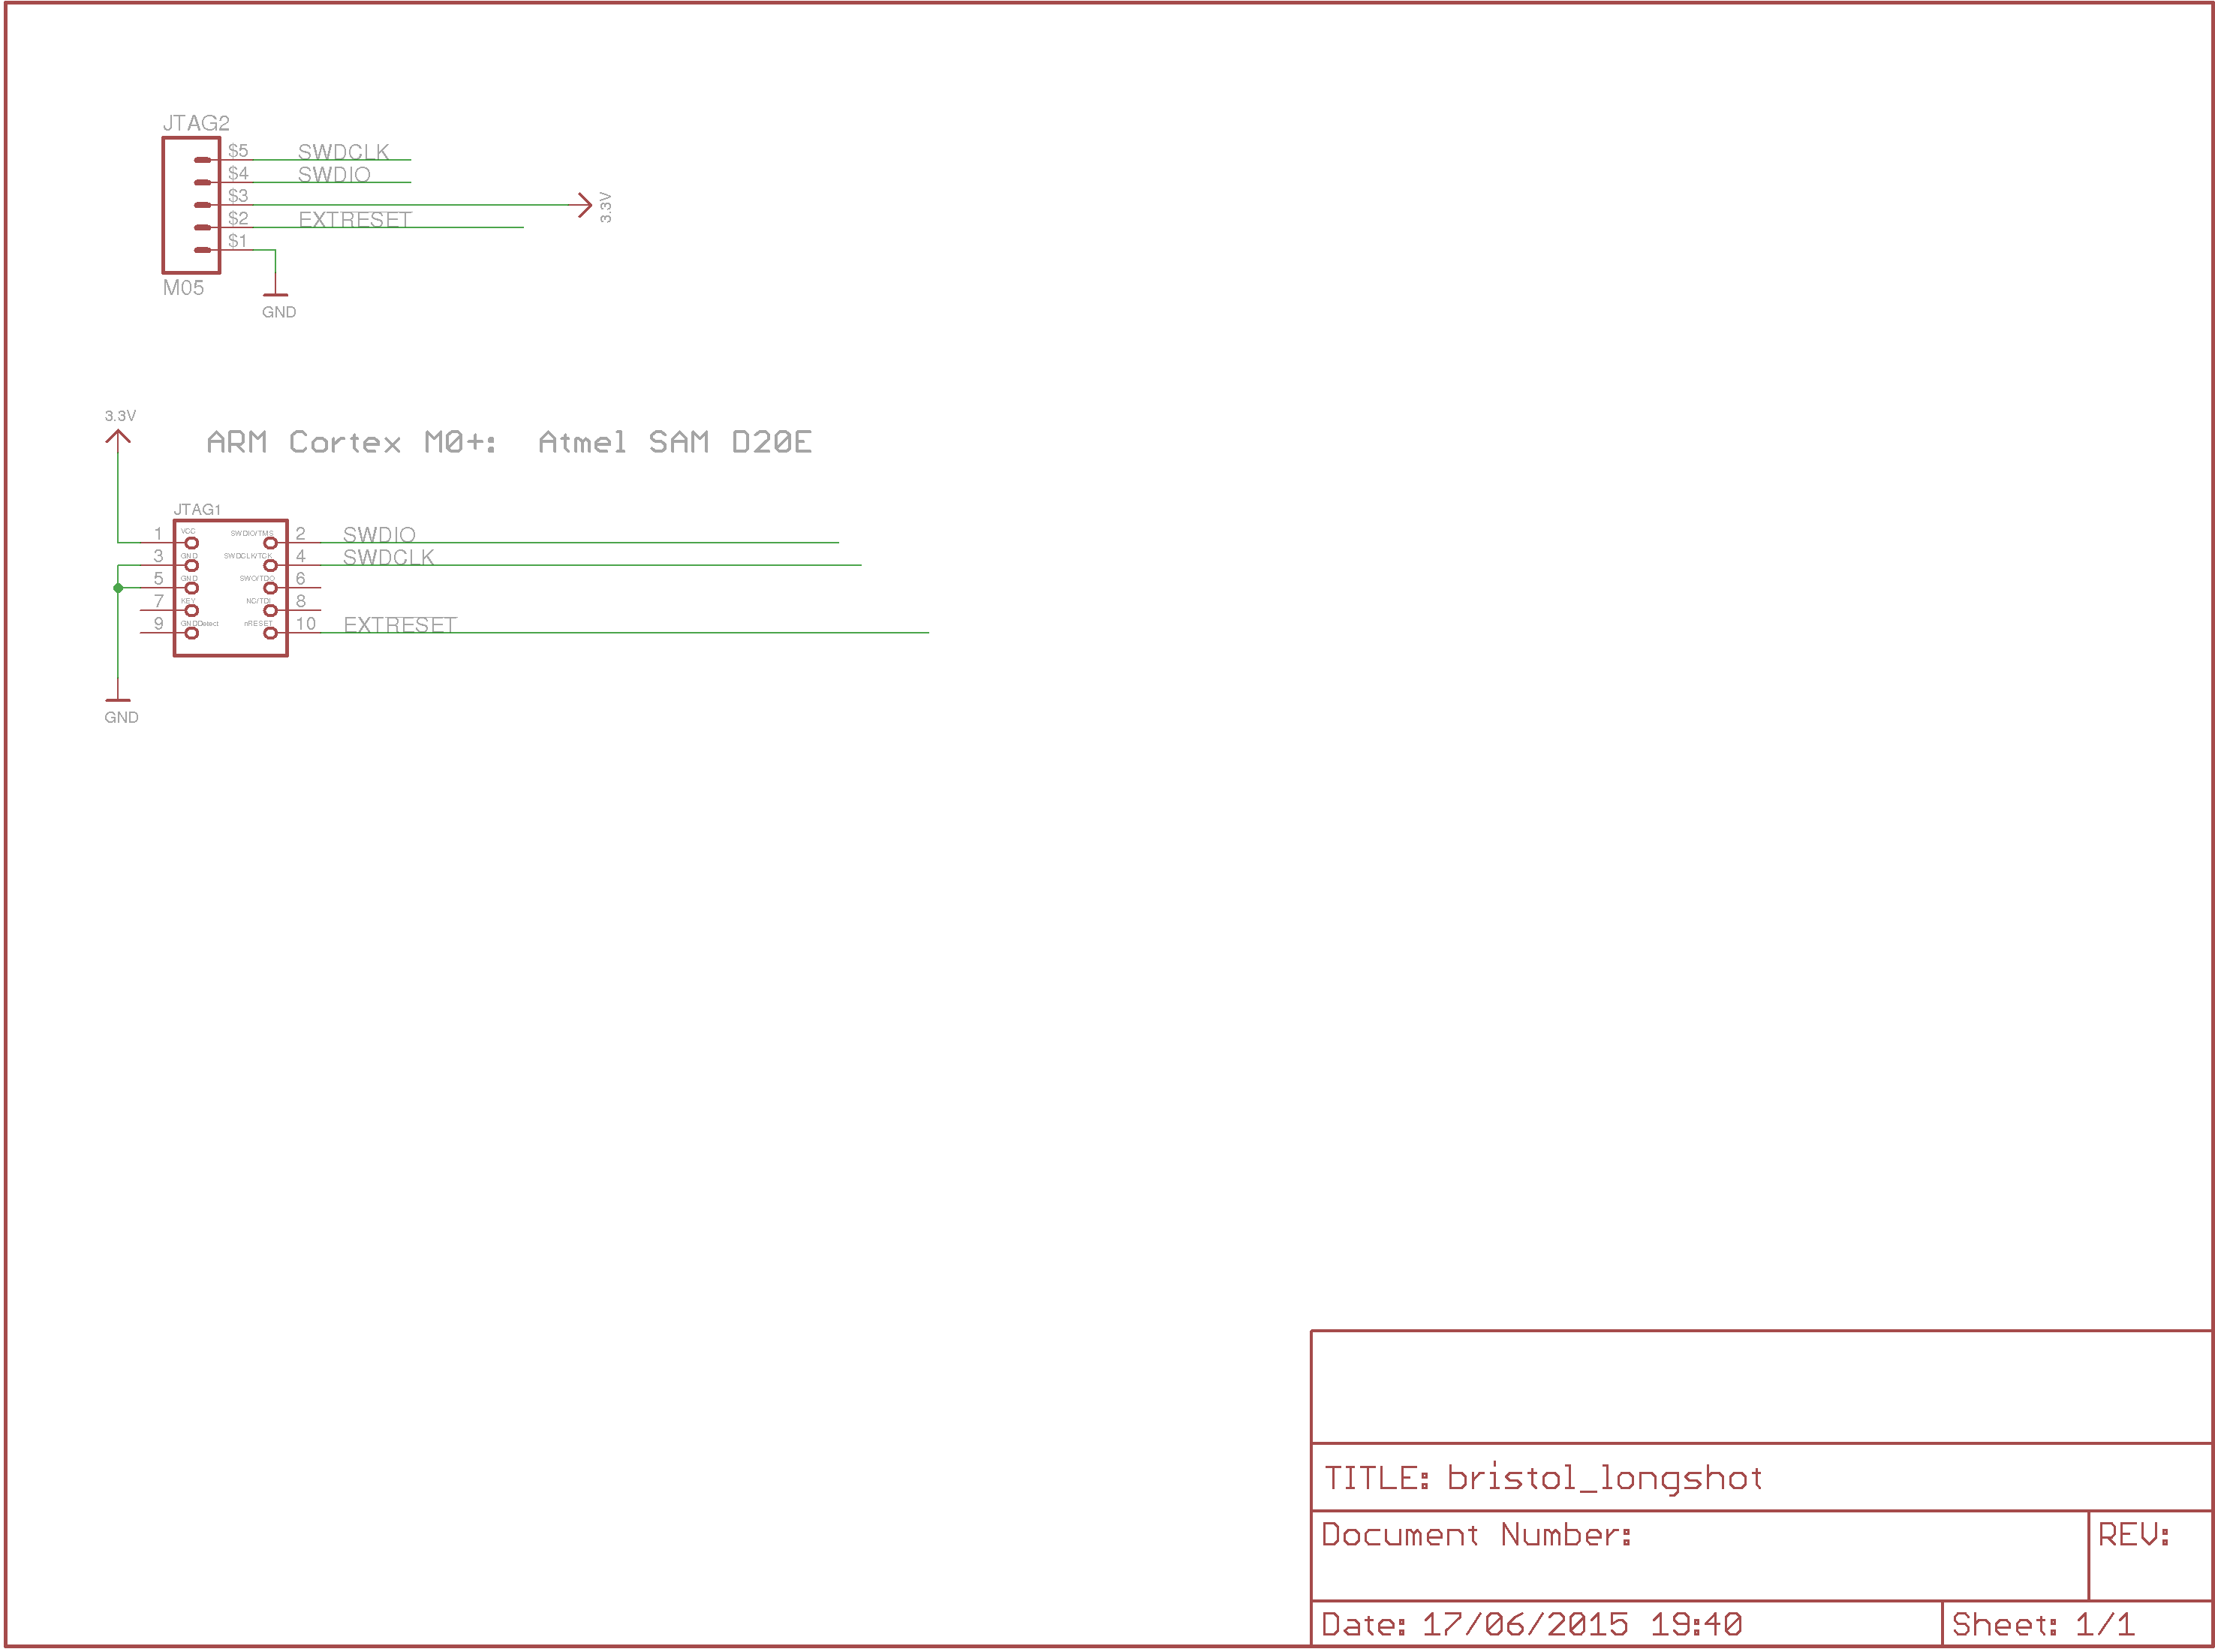 JTAG2
$5 SWDCLK
$4 SWDIO
$3 3.3V
$2 EXTRESET
$1
M05
GND
3.3V
ARM Cortex M0+: Atmel SAM D20E
JTAG1
1 VCC SWDIO/TMS 2 SWDIO
3 GND SWDCLK/TCK 4 SWDCLK
5 GND SWO/TDO 6
7 KEY NC/TDI 8
9 GNDDetect nRESET 10 EXTRESET
GND
TITLE: bristol_longshot
Document Number:
REV:
Date: 17/06/2015 19:40
Sheet: 1/1